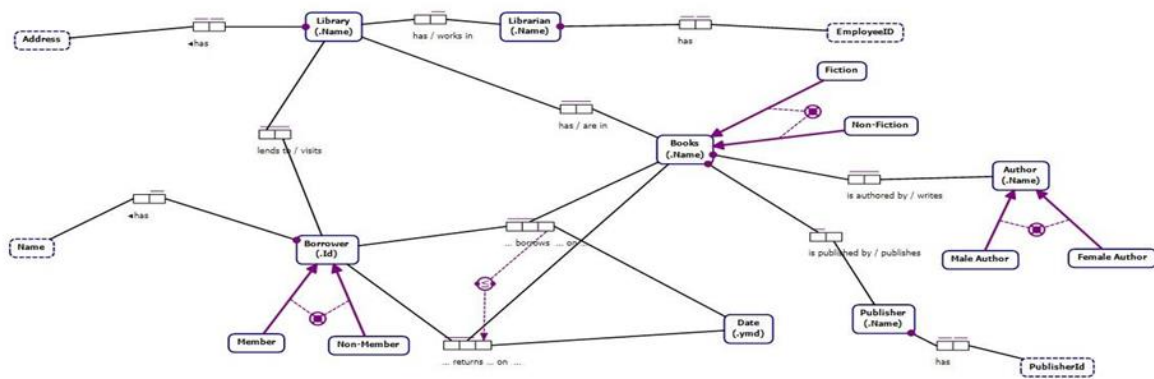 Library
(.Name)
Librarian
(.Name)
Address
◄has
has / works in
has
EmployeeID
Fiction
Non-Fiction
has / are in
lends to / visits
Books
(.Name)
Author
(.Name)
is authored by / writes
◄has
Name
Borrower
(.Id)
... borrows ... on ...
is published by / publishes
Male Author
Female Author
Member
Non-Member
... returns ... on ...
Date
(.ymd)
Publisher
(.Name)
has
PublisherId